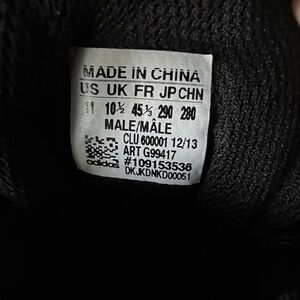 MADE IN CHINA
US UK FR JP CHN
11 10½ 45⅓ 290 280
MALE/MÂLE
CLU 600001 12/13
ART G99417
#109153536
adidas
DKJKDNKD00051